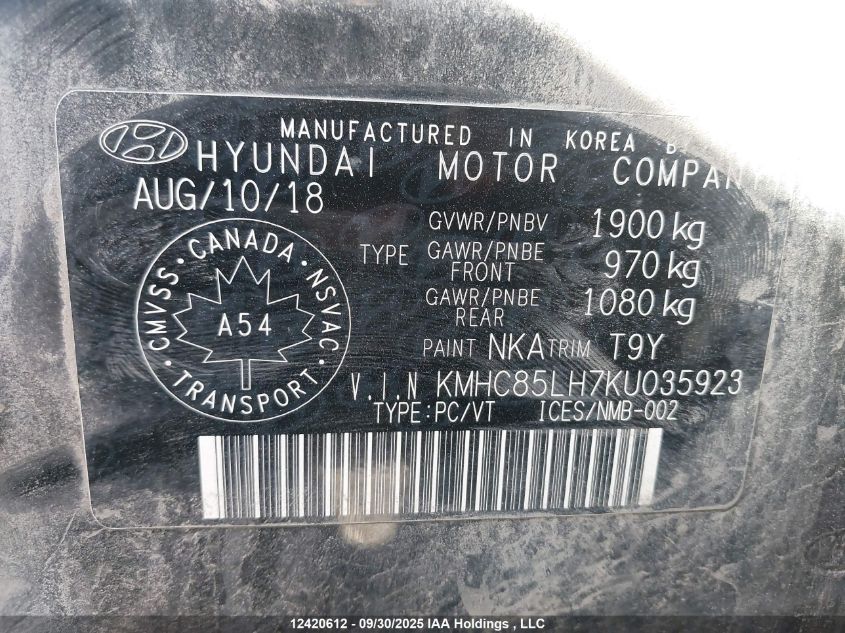 MANUFACTURED IN KOREA BY
HYUNDAI MOTOR COMPAN
AUG/10/18
GVWR/PNBV 1900 kg
TYPE GAWR/PNBE FRONT 970 kg
GAWR/PNBE REAR 1080 kg
CANADA
CMVSS · NSVAC
A54
TRANSPORT
PAINT NKA TRIM T9Y
V.I.N KMHC85LH7KU035923
TYPE:PC/VT ICES/NMB-002
12420612 - 09/30/2025 IAA Holdings , LLC